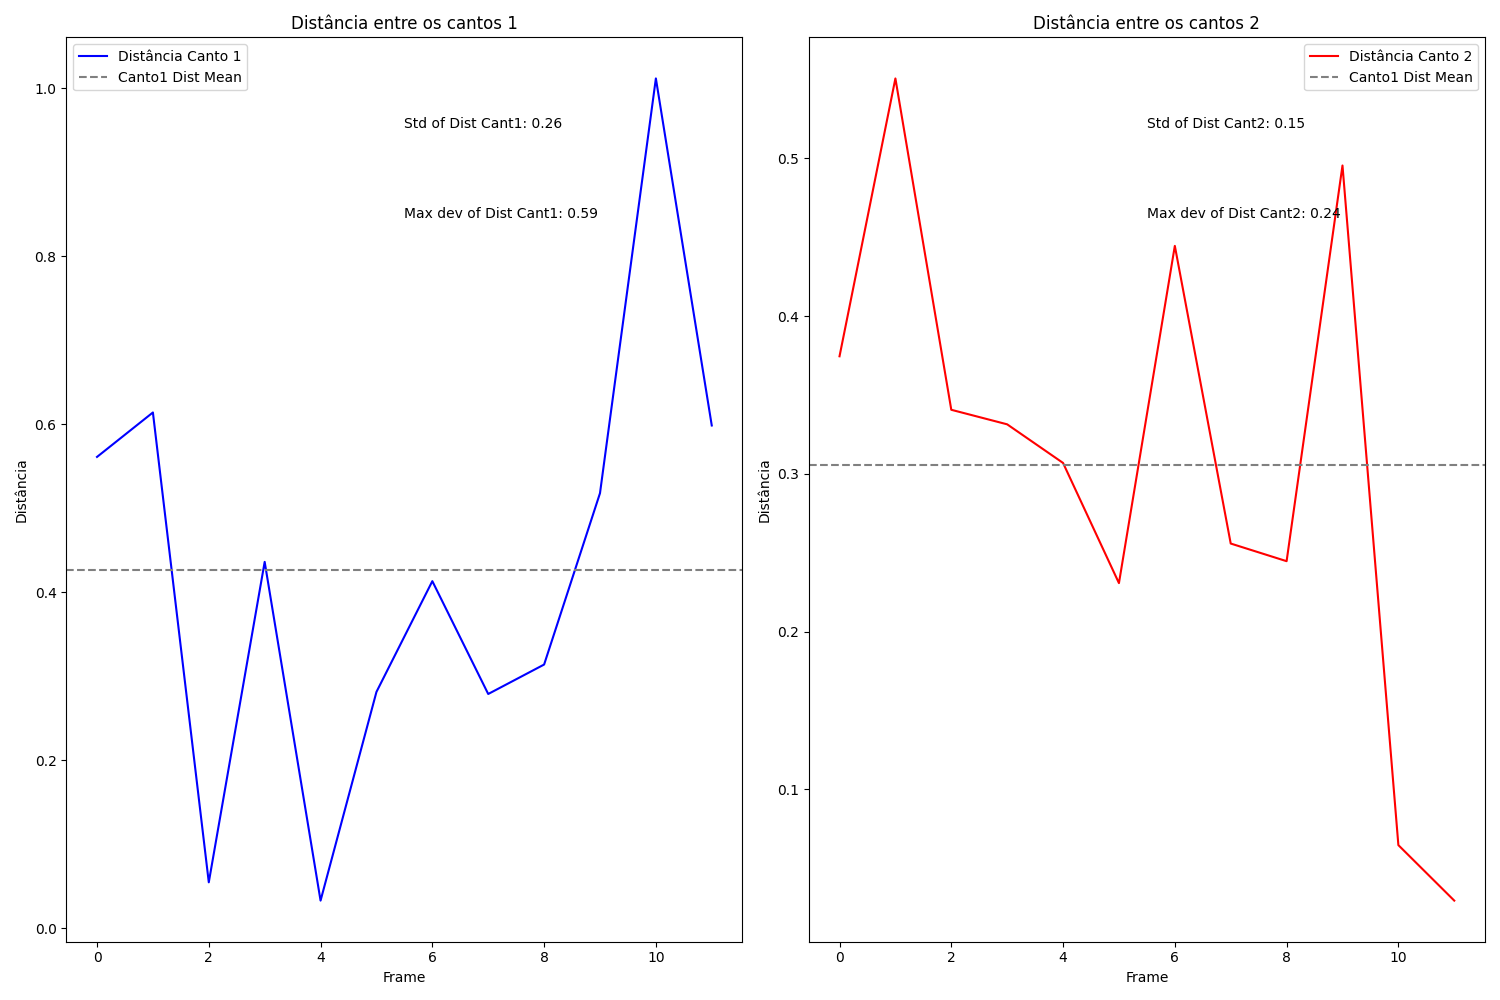 Distância entre os cantos 1
Distância Canto 1
Canto1 Dist Mean
Std of Dist Cant1: 0.26
Max dev of Dist Cant1: 0.59
Distância
1.0
0.8
0.6
0.4
0.2
0.0
0 2 4 6 8 10
Frame
Distância entre os cantos 2
Distância Canto 2
Canto1 Dist Mean
Std of Dist Cant2: 0.15
Max dev of Dist Cant2: 0.24
Distância
0.5
0.4
0.3
0.2
0.1
0 2 4 6 8 10
Frame